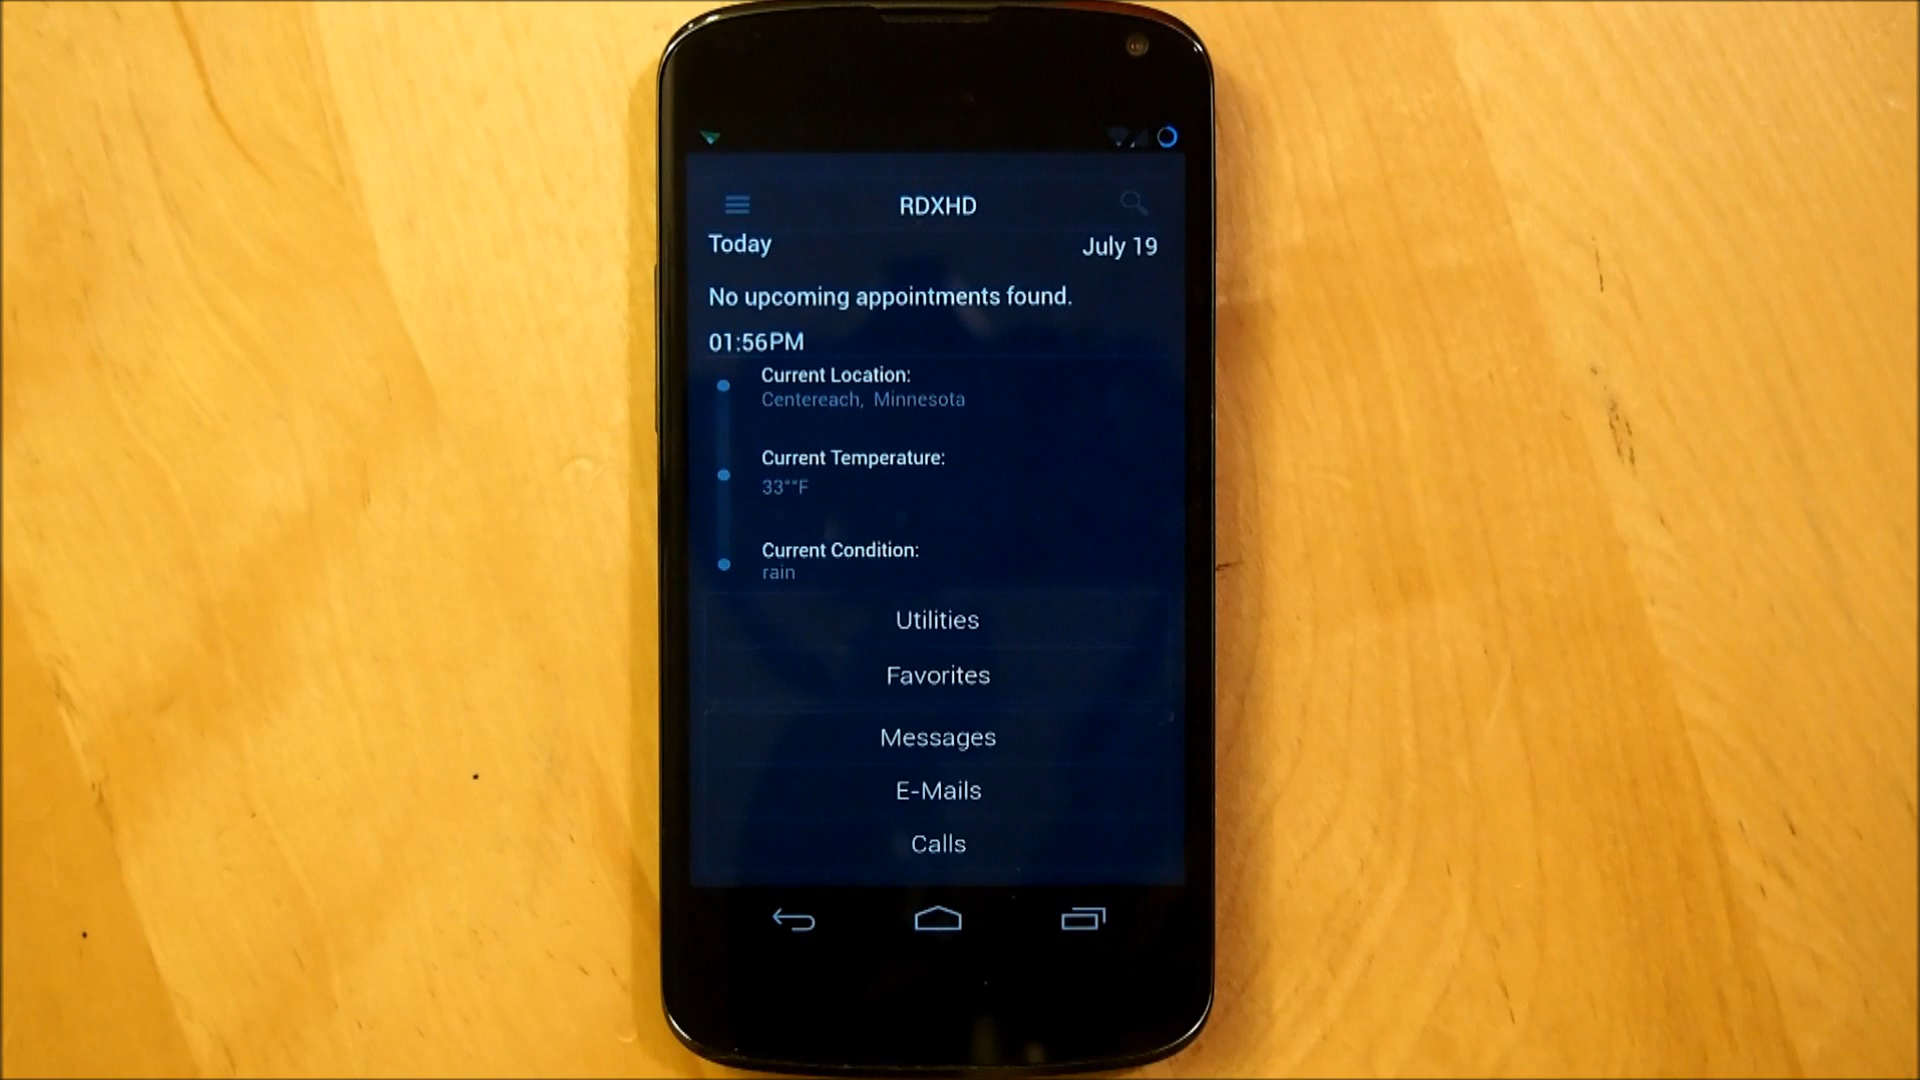 RDXHD
Today July 19
No upcoming appointments found.
01:56PM
Current Location:
Centereach, Minnesota
Current Temperature:
33°°F
Current Condition:
rain
Utilities
Favorites
Messages
E-Mails
Calls